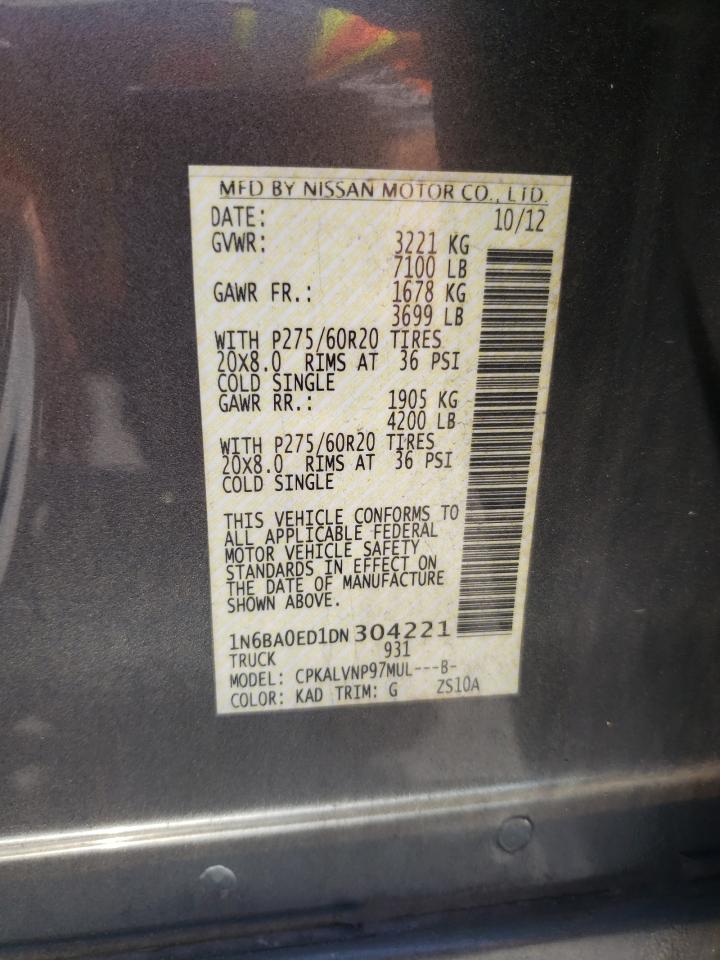 MFD BY NISSAN MOTOR CO., LTD.
DATE: 10/12
GVWR: 3221 KG
7100 LB
GAWR FR.: 1678 KG
3699 LB
WITH P275/60R20 TIRES
20X8.0 RIMS AT 36 PSI
COLD SINGLE
GAWR RR.: 1905 KG
4200 LB
WITH P275/60R20 TIRES
20X8.0 RIMS AT 36 PSI
COLD SINGLE
THIS VEHICLE CONFORMS TO
ALL APPLICABLE FEDERAL
MOTOR VEHICLE SAFETY
STANDARDS IN EFFECT ON
THE DATE OF MANUFACTURE
SHOWN ABOVE.
1N6BA0ED1DN304221
TRUCK 931
MODEL: CPKALVNP97MUL---B-
COLOR: KAD TRIM: G ZS10A